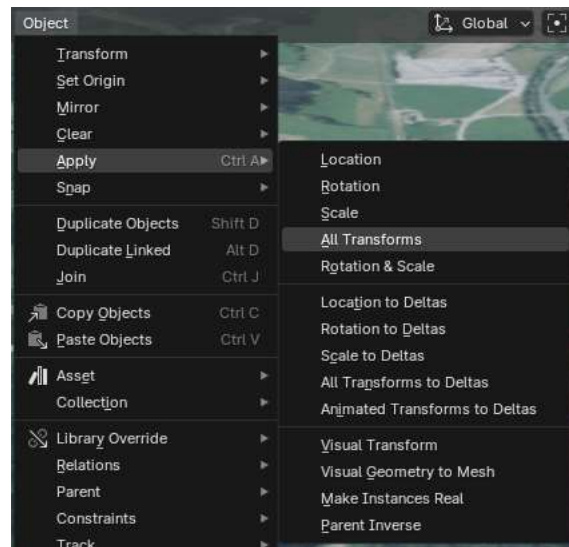 Object
Global
Transform
Set Origin
Mirror
Clear
Apply Ctrl A
Snap
Duplicate Objects Shift D
Duplicate Linked Alt D
Join Ctrl J
Copy Objects Ctrl C
Paste Objects Ctrl V
Asset
Collection
Library Override
Relations
Parent
Constraints
Track
Location
Rotation
Scale
All Transforms
Rotation & Scale
Location to Deltas
Rotation to Deltas
Scale to Deltas
All Transforms to Deltas
Animated Transforms to Deltas
Visual Transform
Visual Geometry to Mesh
Make Instances Real
Parent Inverse